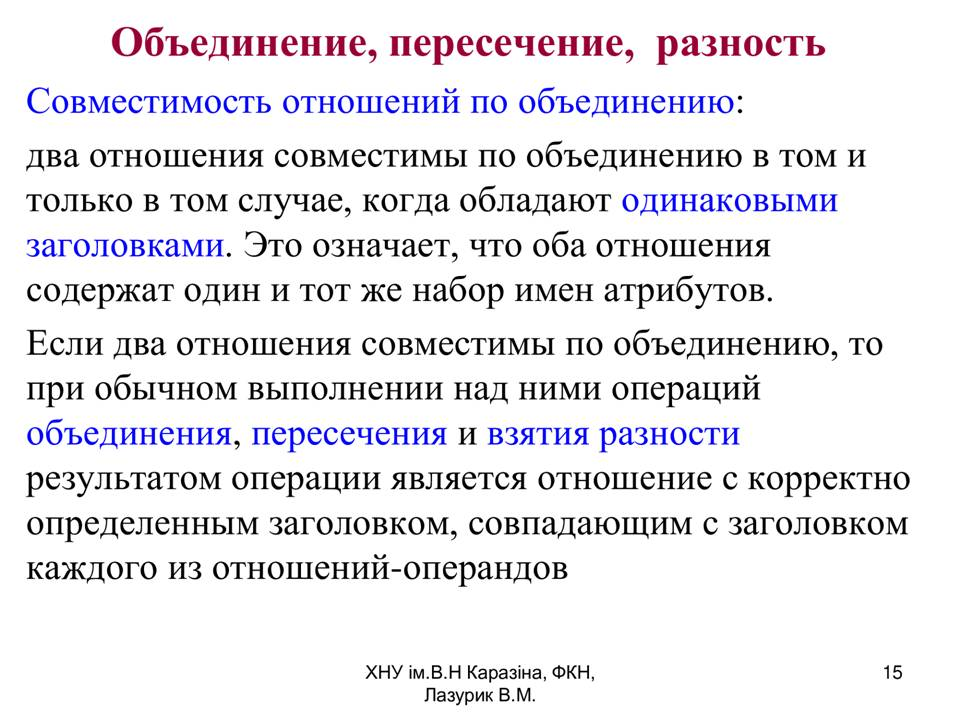 Объединение, пересечение, разность
Совместимость отношений по объединению:
два отношения совместимы по объединению в том и
только в том случае, когда обладают одинаковыми
заголовками. Это означает, что оба отношения
содержат один и тот же набор имен атрибутов.
Если два отношения совместимы по объединению, то
при обычном выполнении над ними операций
объединения, пересечения и взятия разности
результатом операции является отношение с корректно
определенным заголовком, совпадающим с заголовком
каждого из отношений-операндов
ХНУ ім.В.Н Каразіна, ФКН,
Лазурик В.М.
15